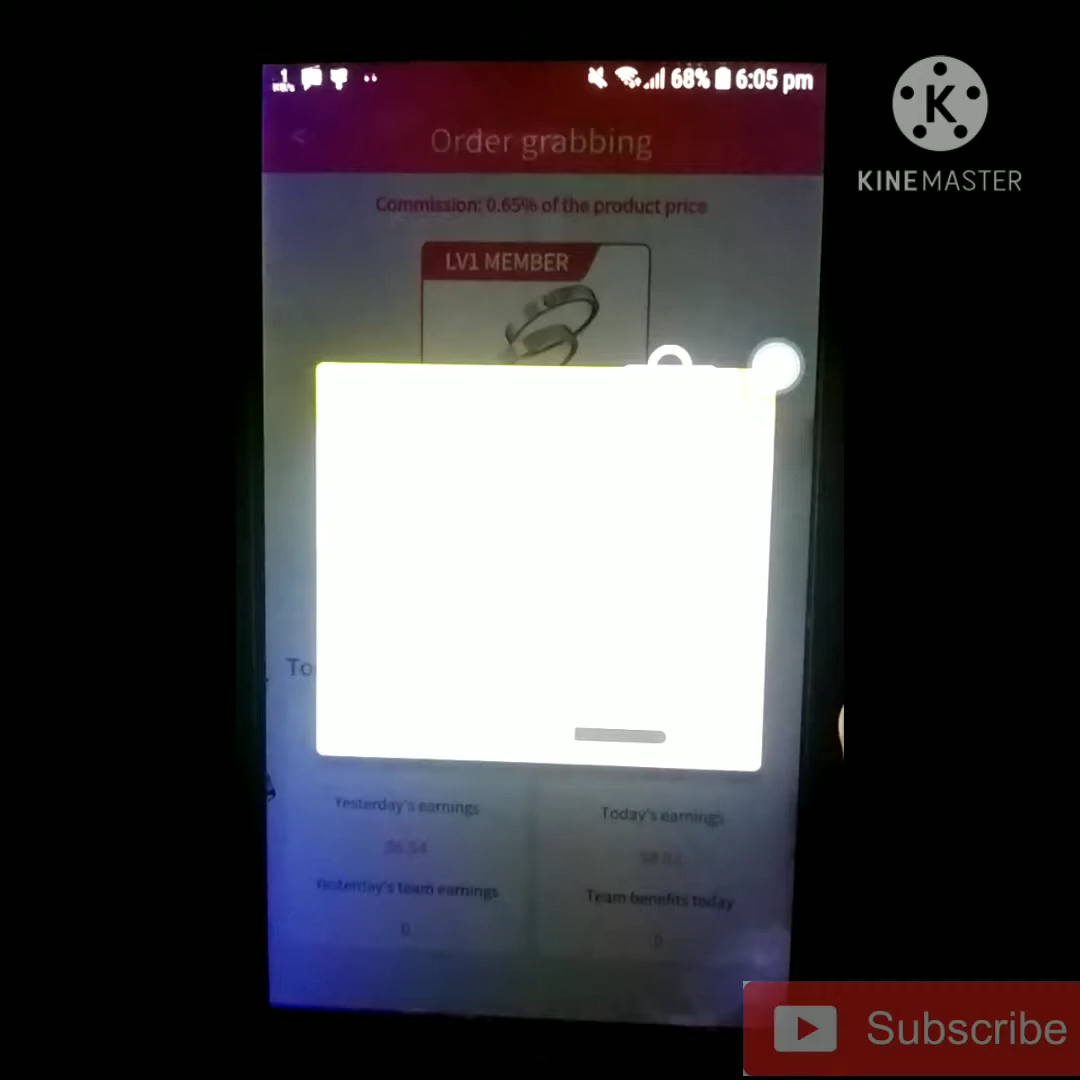 68% 6:05 pm
K
KINEMASTER
< Order grabbing
Commission: 0.65% of the product price
LV1 MEMBER
To
Yesterday's earnings
Today's earnings
Yesterday's team earnings
Team benefits today
0
0
Subscribe